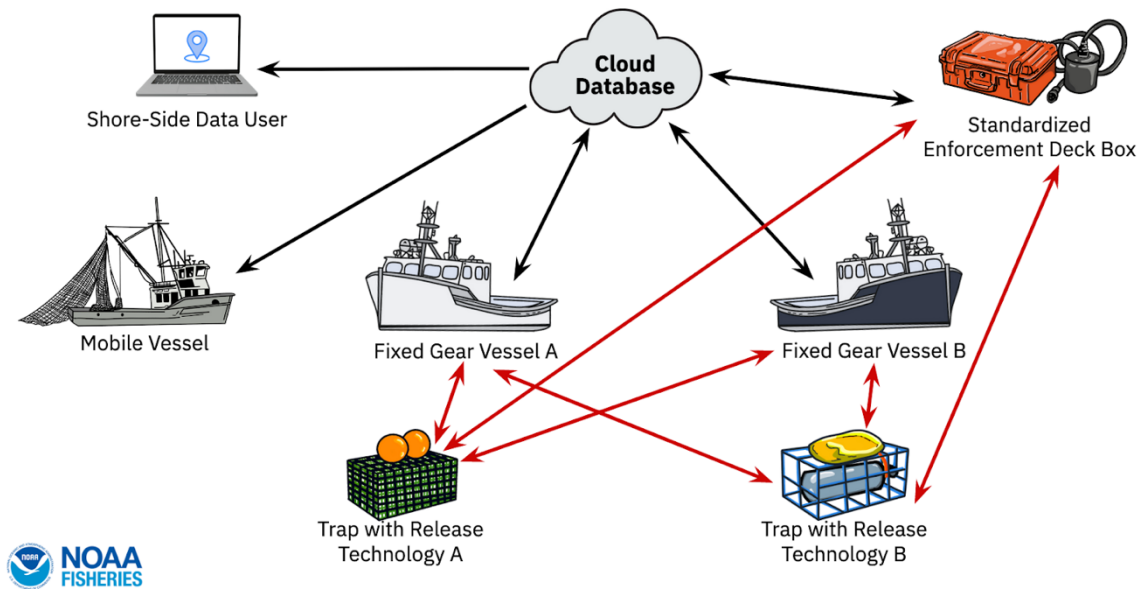 Cloud
Database
Shore-Side Data User
Standardized
Enforcement Deck Box
Mobile Vessel
Fixed Gear Vessel A
Fixed Gear Vessel B
Trap with Release
Technology A
Trap with Release
Technology B
NOAA
NOAA
FISHERIES